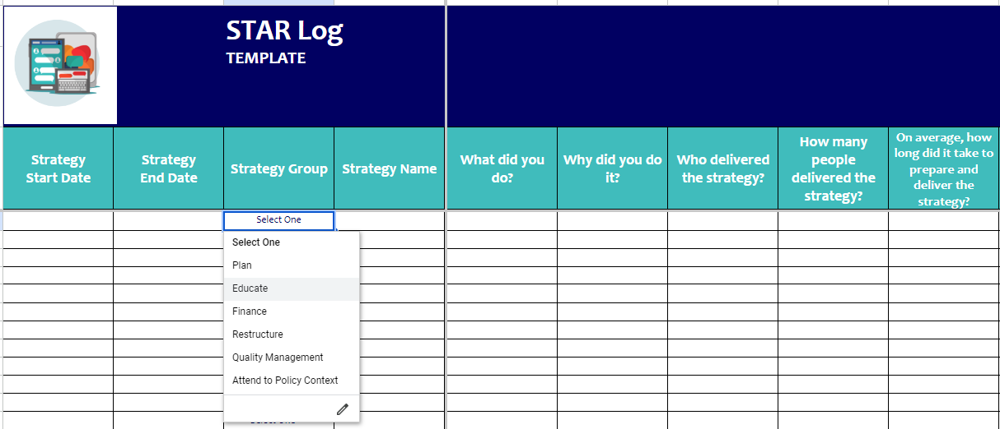 STAR Log
TEMPLATE
Strategy
Start Date
Strategy
End Date
Strategy Group
Strategy Name
What did you
do?
Why did you do
it?
Who delivered
the strategy?
How many
people
delivered the
strategy?
On average, how
long did it take to
prepare and
deliver the
strategy?
Select One
Select One
Plan
Educate
Finance
Restructure
Quality Management
Attend to Policy Context